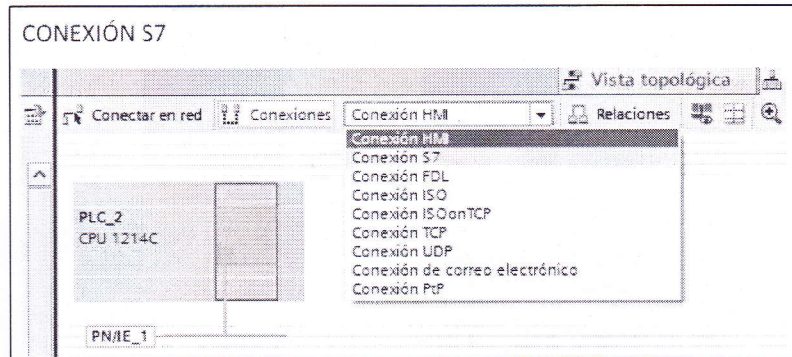 CONEXIÓN S7
Vista topológica
Conectar en red Conexiones Conexión HMI Relaciones
Conexión HMI
Conexión S7
Conexión FDL
Conexión ISO
Conexión ISOonTCP
Conexión TCP
Conexión UDP
Conexión de correo electrónico
Conexión PtP
PLC_2
CPU 1214C
PN/IE_1